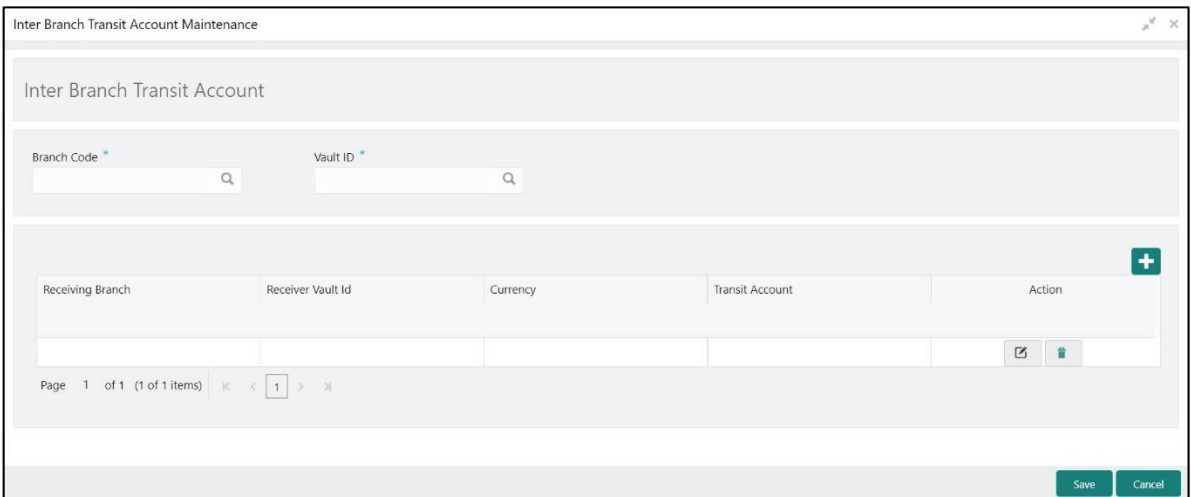 Inter Branch Transit Account Maintenance
Inter Branch Transit Account
Branch Code * Vault ID *
Receiving Branch Receiver Vault Id Currency Transit Account Action
Page 1 of 1 (1 of 1 items) 1
Save Cancel